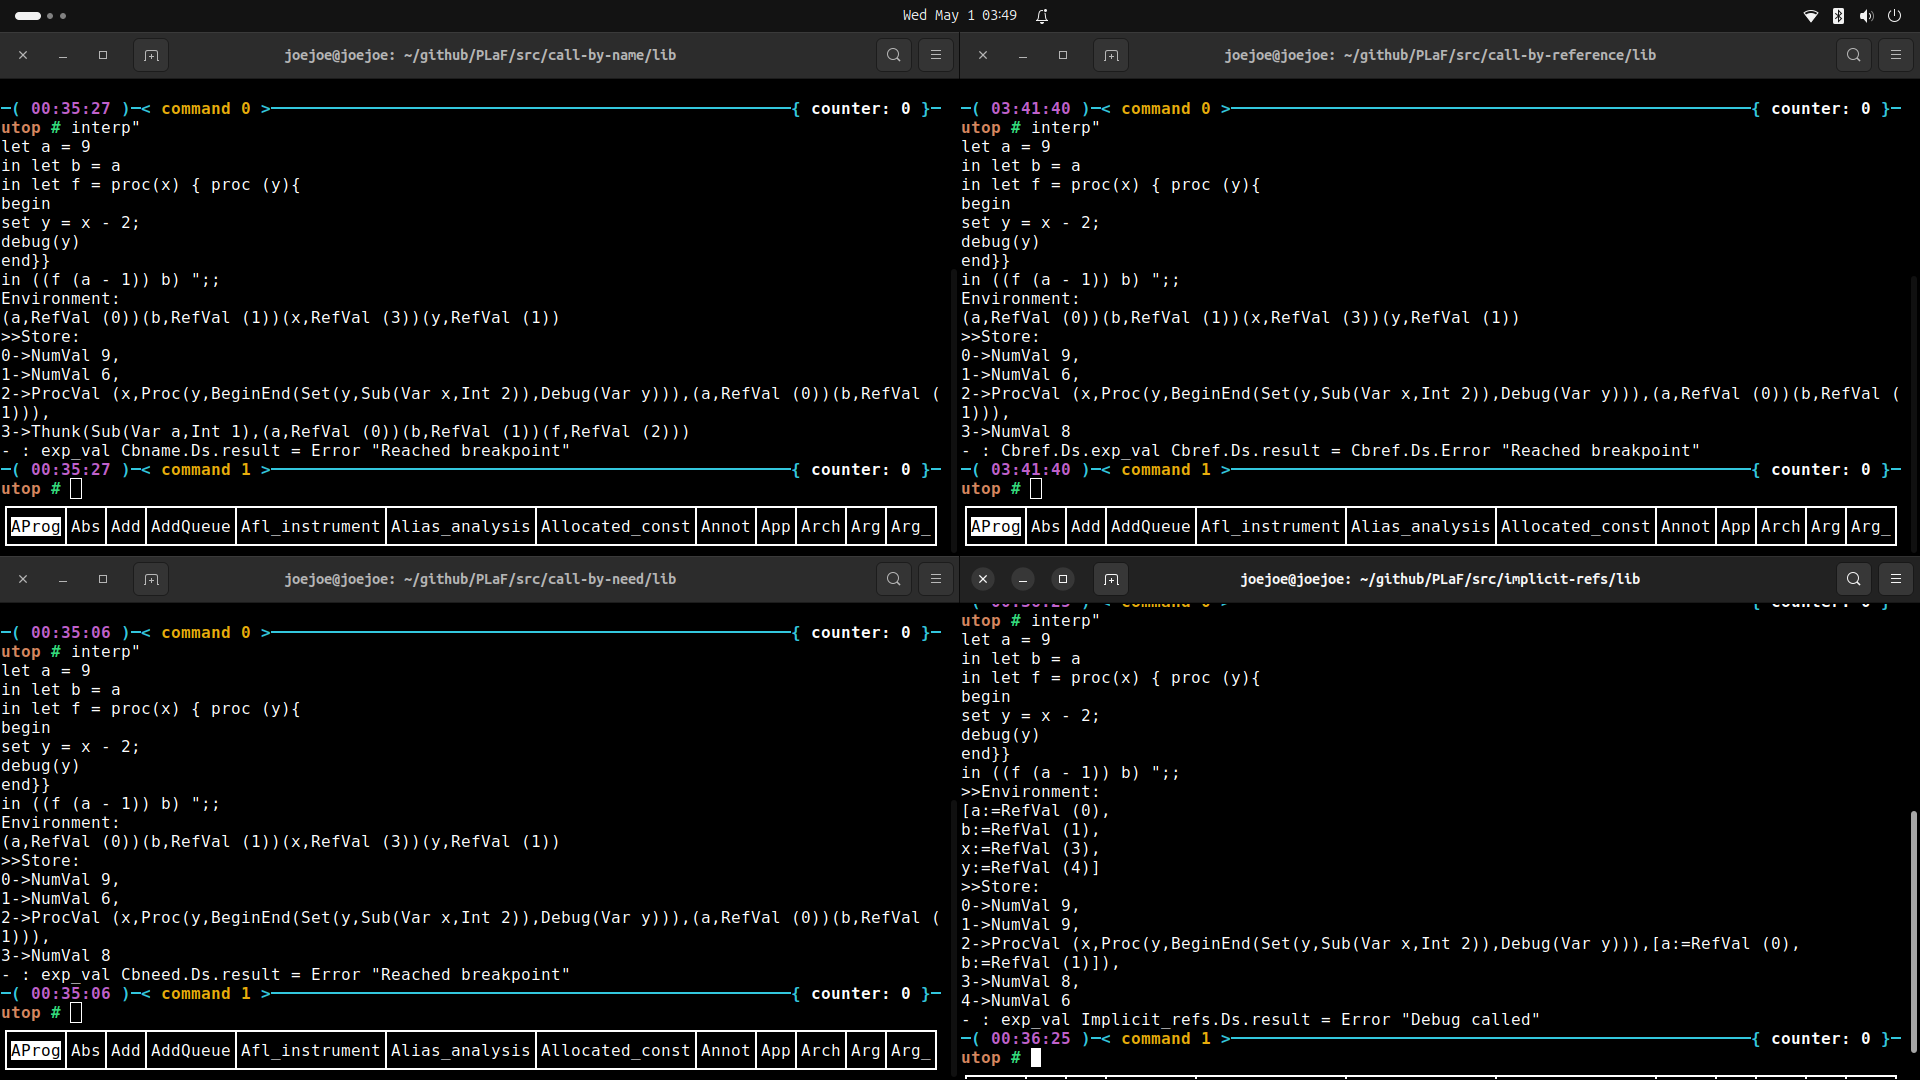 Wed May 1 03:49
joejoe@joejoe: ~/github/PLaF/src/call-by-name/lib
-( 00:35:27 )-< command 0 >-{ counter: 0 }-
utop # interp"
let a = 9
in let b = a
in let f = proc(x) { proc (y){
begin
set y = x - 2;
debug(y)
end}}
in ((f (a - 1)) b) ";;
Environment:
(a,RefVal (0))(b,RefVal (1))(x,RefVal (3))(y,RefVal (1))
>>Store:
0->NumVal 9,
1->NumVal 6,
2->ProcVal (x,Proc(y,BeginEnd(Set(y,Sub(Var x,Int 2)),Debug(Var y))),(a,RefVal (0))(b,RefVal (
1))),
3->Thunk(Sub(Var a,Int 1),(a,RefVal (0))(b,RefVal (1))(f,RefVal (2)))
- : exp_val Cbname.Ds.result = Error "Reached breakpoint"
-( 00:35:27 )-< command 1 >-{ counter: 0 }-
utop #
AProg Abs Add AddQueue Afl_instrument Alias_analysis Allocated_const Annot App Arch Arg Arg_
joejoe@joejoe: ~/github/PLaF/src/call-by-reference/lib
-( 03:41:40 )-< command 0 >-{ counter: 0 }-
utop # interp"
let a = 9
in let b = a
in let f = proc(x) { proc (y){
begin
set y = x - 2;
debug(y)
end}}
in ((f (a - 1)) b) ";;
Environment:
(a,RefVal (0))(b,RefVal (1))(x,RefVal (3))(y,RefVal (1))
>>Store:
0->NumVal 9,
1->NumVal 6,
2->ProcVal (x,Proc(y,BeginEnd(Set(y,Sub(Var x,Int 2)),Debug(Var y))),(a,RefVal (0))(b,RefVal (
1))),
3->NumVal 8
- : Cbref.Ds.exp_val Cbref.Ds.result = Cbref.Ds.Error "Reached breakpoint"
-( 03:41:40 )-< command 1 >-{ counter: 0 }-
utop #
AProg Abs Add AddQueue Afl_instrument Alias_analysis Allocated_const Annot App Arch Arg Arg_
joejoe@joejoe: ~/github/PLaF/src/call-by-need/lib
-( 00:35:06 )-< command 0 >-{ counter: 0 }-
utop # interp"
let a = 9
in let b = a
in let f = proc(x) { proc (y){
begin
set y = x - 2;
debug(y)
end}}
in ((f (a - 1)) b) ";;
Environment:
(a,RefVal (0))(b,RefVal (1))(x,RefVal (3))(y,RefVal (1))
>>Store:
0->NumVal 9,
1->NumVal 6,
2->ProcVal (x,Proc(y,BeginEnd(Set(y,Sub(Var x,Int 2)),Debug(Var y))),(a,RefVal (0))(b,RefVal (
1))),
3->NumVal 8
- : exp_val Cbneed.Ds.result = Error "Reached breakpoint"
-( 00:35:06 )-< command 1 >-{ counter: 0 }-
utop #
AProg Abs Add AddQueue Afl_instrument Alias_analysis Allocated_const Annot App Arch Arg Arg_
joejoe@joejoe: ~/github/PLaF/src/implicit-refs/lib
-( 00:36:25 )-< command 0 >-{ counter: 0 }-
utop # interp"
let a = 9
in let b = a
in let f = proc(x) { proc (y){
begin
set y = x - 2;
debug(y)
end}}
in ((f (a - 1)) b) ";;
>>Environment:
[a:=RefVal (0),
b:=RefVal (1),
x:=RefVal (3),
y:=RefVal (4)]
>>Store:
0->NumVal 9,
1->NumVal 9,
2->ProcVal (x,Proc(y,BeginEnd(Set(y,Sub(Var x,Int 2)),Debug(Var y))),[a:=RefVal (0),
b:=RefVal (1)]),
3->NumVal 8,
4->NumVal 6
- : exp_val Implicit_refs.Ds.result = Error "Debug called"
-( 00:36:25 )-< command 1 >-{ counter: 0 }-
utop #